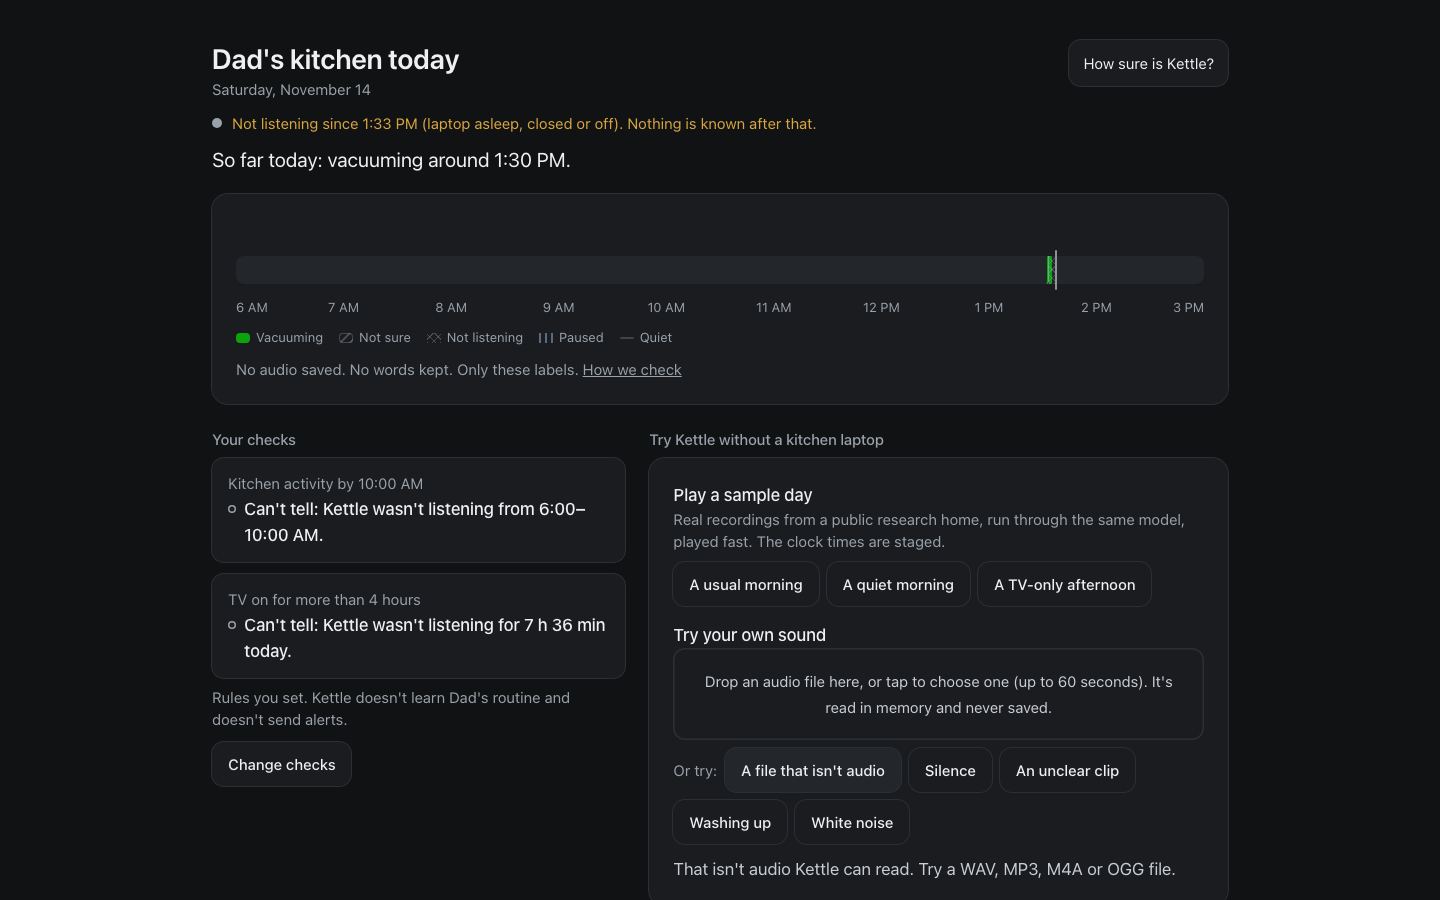 Dad's kitchen today
How sure is Kettle?
Saturday, November 14
Not listening since 1:33 PM (laptop asleep, closed or off). Nothing is known after that.
So far today: vacuuming around 1:30 PM.
6 AM 7 AM 8 AM 9 AM 10 AM 11 AM 12 PM 1 PM 2 PM 3 PM
Vacuuming Not sure Not listening Paused Quiet
No audio saved. No words kept. Only these labels. How we check
Your checks
Kitchen activity by 10:00 AM
Can't tell: Kettle wasn't listening from 6:00–
10:00 AM.
TV on for more than 4 hours
Can't tell: Kettle wasn't listening for 7 h 36 min
today.
Rules you set. Kettle doesn't learn Dad's routine and
doesn't send alerts.
Change checks
Try Kettle without a kitchen laptop
Play a sample day
Real recordings from a public research home, run through the same model,
played fast. The clock times are staged.
A usual morning A quiet morning A TV-only afternoon
Try your own sound
Drop an audio file here, or tap to choose one (up to 60 seconds). It's
read in memory and never saved.
Or try: A file that isn't audio Silence An unclear clip
Washing up White noise
That isn't audio Kettle can read. Try a WAV, MP3, M4A or OGG file.